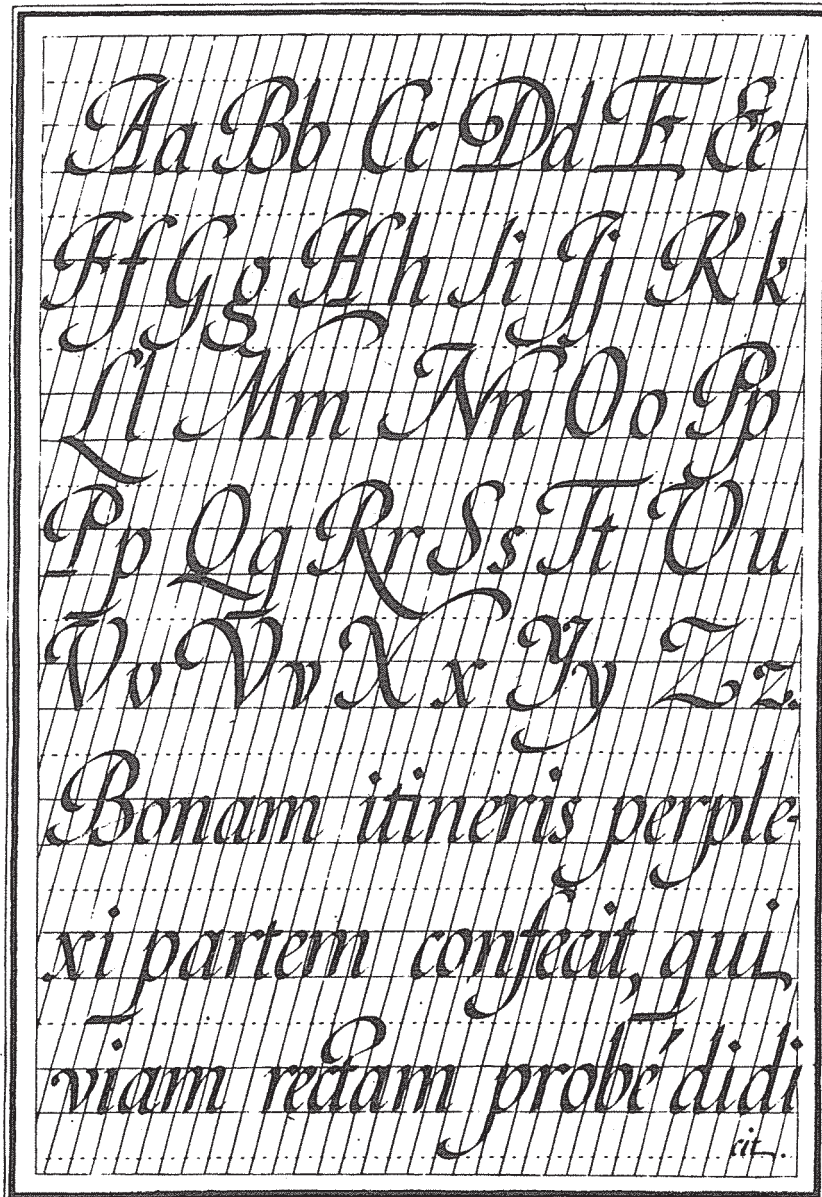 Aa Bb Cc Dd E Ee
Ff Gg Hh Ii Jj Kk
Ll Mm Nn Oo Pp
Pp Qq Rr Ss Tt Uu
Vv Vv Xx Yy Zz.
Bonam itineris perple-
xi partem confecit, qui
viam rectam probé didi
cit.